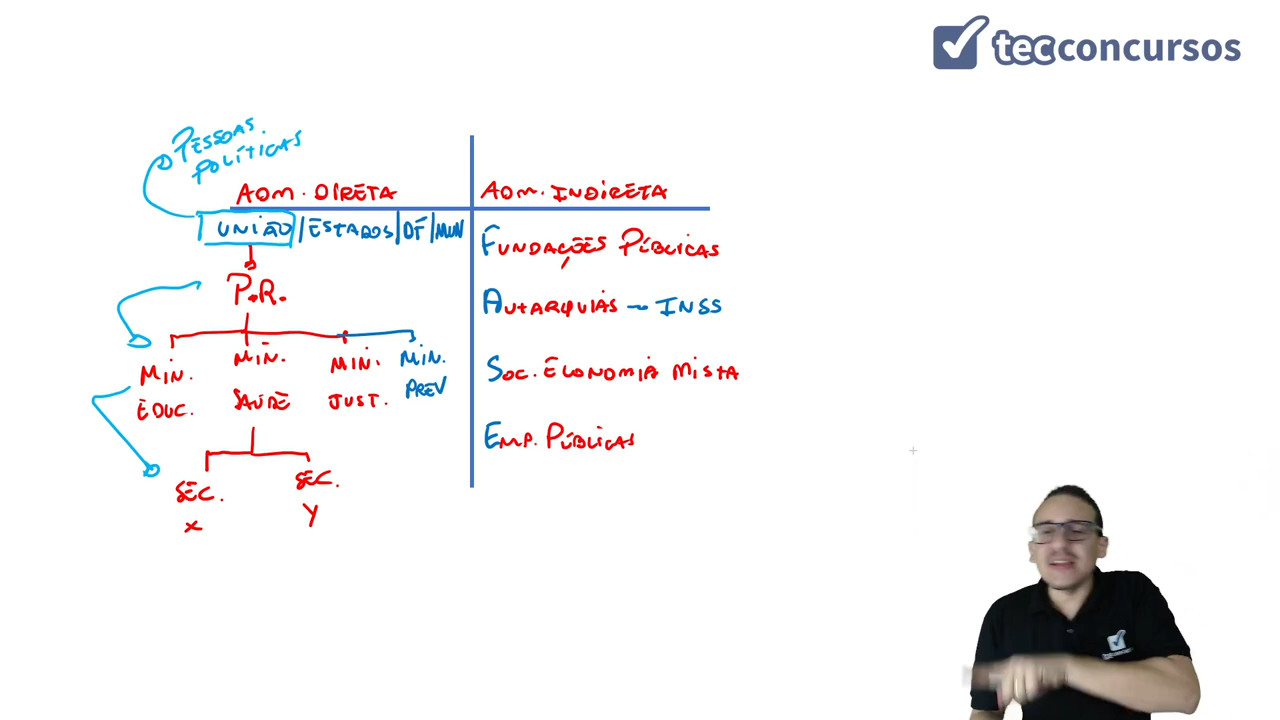 tecconcursos
PESSOAS
POLÍTICAS
ADM. DIRETA
ADM. INDIRETA
UNIÃO/ESTADOS/DF/MUN
FUNDAÇÕES PÚBLICAS
P.R.
AUTARQUIAS ~ INSS
MIN.
EDUC.
MIN.
SAÚDE
MIN.
JUST.
MIN.
PREV
SOC. ECONOMIA MISTA
EMP. PÚBLICAS
SEC.
X
SEC.
Y